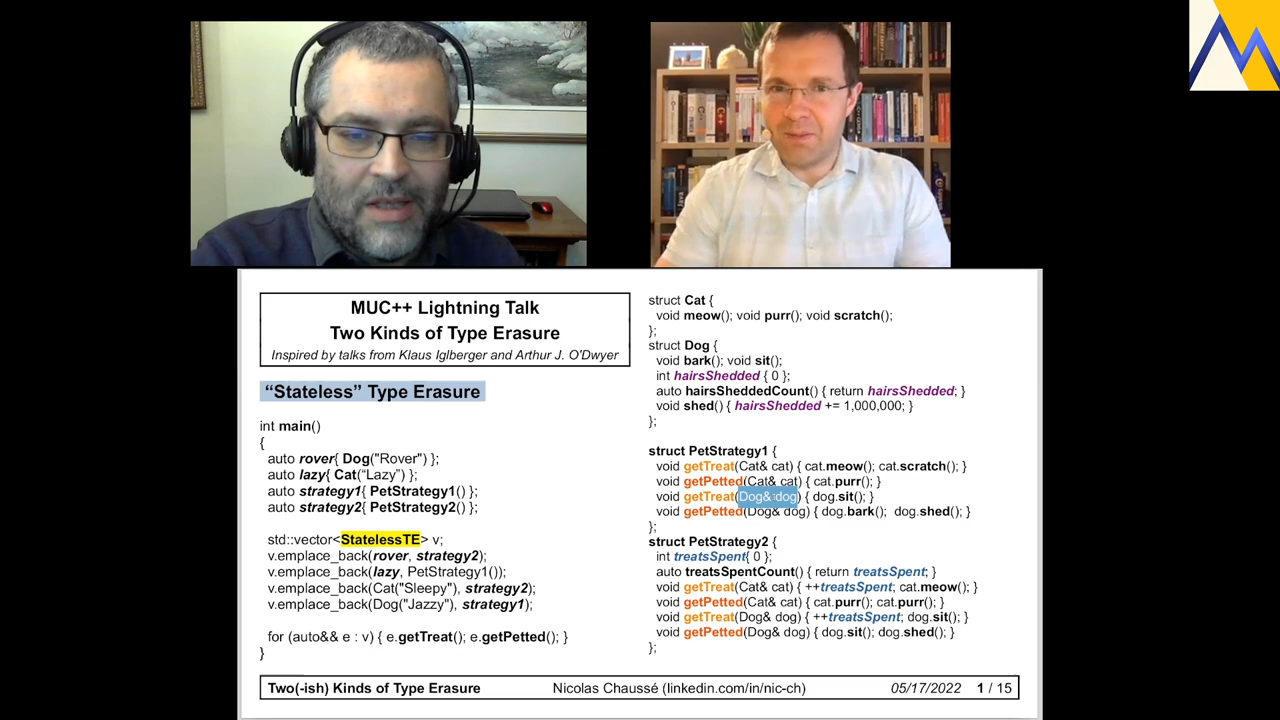 MUC++ Lightning Talk
Two Kinds of Type Erasure
Inspired by talks from Klaus Iglberger and Arthur J. O'Dwyer
“Stateless” Type Erasure
int main()
{
auto rover{ Dog("Rover") };
auto lazy{ Cat(“Lazy”) };
auto strategy1{ PetStrategy1() };
auto strategy2{ PetStrategy2() };
std::vector<StatelessTE> v;
v.emplace_back(rover, strategy2);
v.emplace_back(lazy, PetStrategy1());
v.emplace_back(Cat("Sleepy"), strategy2);
v.emplace_back(Dog("Jazzy"), strategy1);
for (auto&& e : v) { e.getTreat(); e.getPetted(); }
}
struct Cat {
void meow(); void purr(); void scratch();
};
struct Dog {
void bark(); void sit();
int hairsShedded { 0 };
auto hairsSheddedCount() { return hairsShedded; }
void shed() { hairsShedded += 1,000,000; }
};
struct PetStrategy1 {
void getTreat(Cat& cat) { cat.meow(); cat.scratch(); }
void getPetted(Cat& cat) { cat.purr(); }
void getTreat(Dog& dog) { dog.sit(); }
void getPetted(Dog& dog) { dog.bark(); dog.shed(); }
};
struct PetStrategy2 {
int treatsSpent{ 0 };
auto treatsSpentCount() { return treatsSpent; }
void getTreat(Cat& cat) { ++treatsSpent; cat.meow(); }
void getPetted(Cat& cat) { cat.purr(); cat.purr(); }
void getTreat(Dog& dog) { ++treatsSpent; dog.sit(); }
void getPetted(Dog& dog) { dog.sit(); dog.shed(); }
};
Two(-ish) Kinds of Type Erasure
Nicolas Chaussé (linkedin.com/in/nic-ch)
05/17/2022 1 / 15